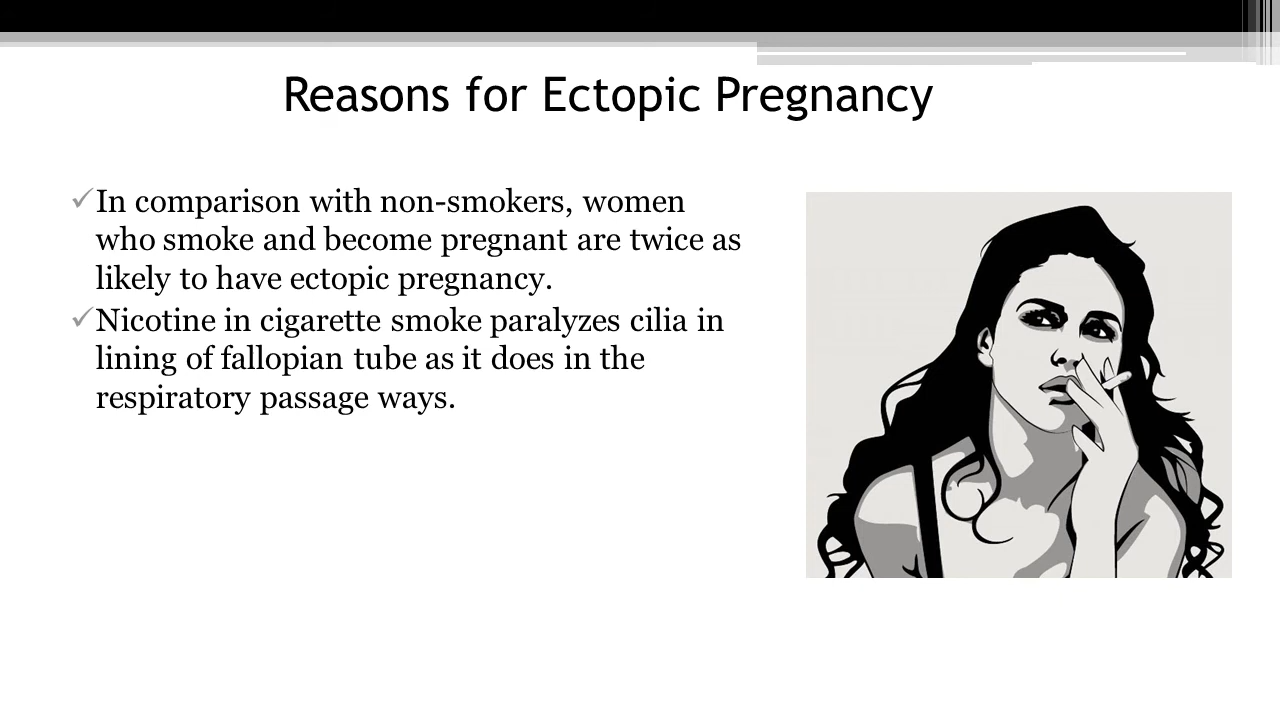 Reasons for Ectopic Pregnancy
✓In comparison with non-smokers, women
who smoke and become pregnant are twice as
likely to have ectopic pregnancy.
✓Nicotine in cigarette smoke paralyzes cilia in
lining of fallopian tube as it does in the
respiratory passage ways.